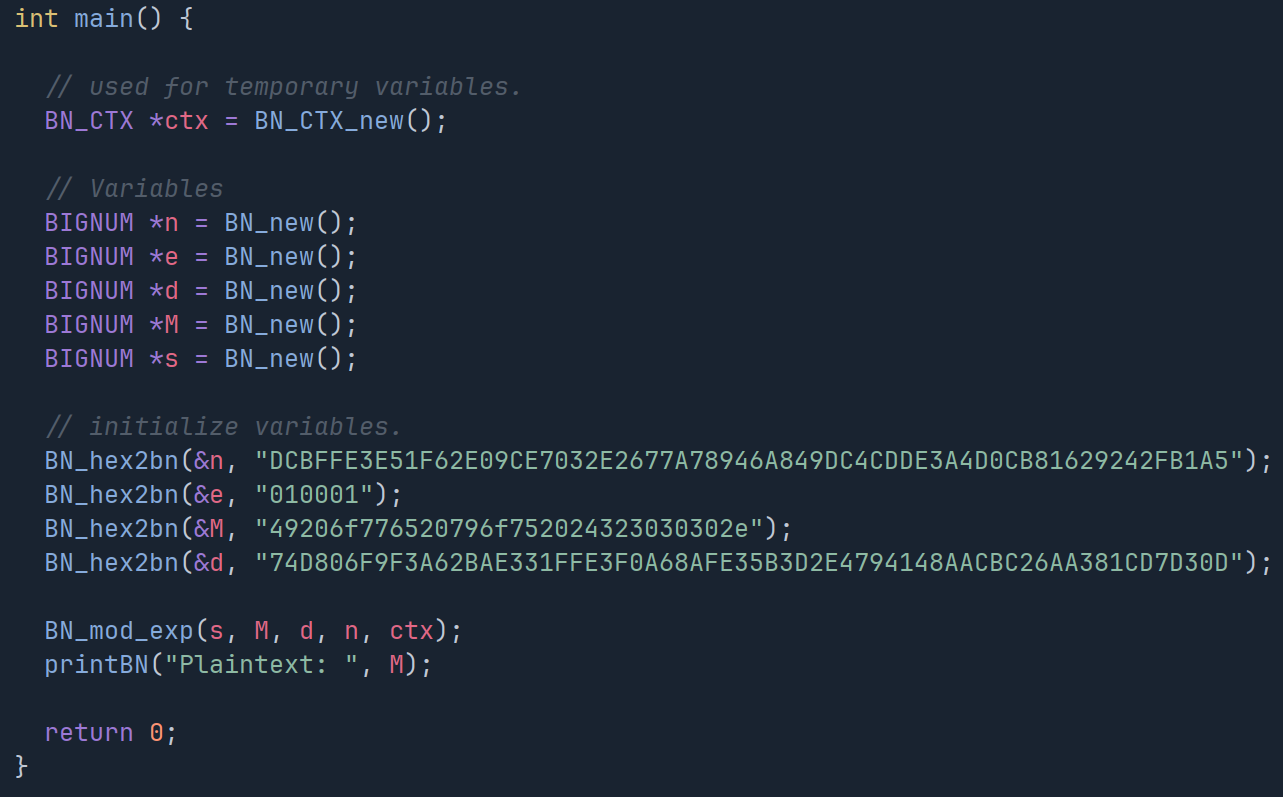 int main() {
// used for temporary variables.
BN_CTX *ctx = BN_CTX_new();
// Variables
BIGNUM *n = BN_new();
BIGNUM *e = BN_new();
BIGNUM *d = BN_new();
BIGNUM *M = BN_new();
BIGNUM *s = BN_new();
// initialize variables.
BN_hex2bn(&n, "DCBFFE3E51F62E09CE7032E2677A78946A849DC4CDDE3A4D0CB81629242FB1A5");
BN_hex2bn(&e, "010001");
BN_hex2bn(&M, "49206f776520796f752024323030302e");
BN_hex2bn(&d, "74D806F9F3A62BAE331FFE3F0A68AFE35B3D2E4794148AACBC26AA381CD7D30D");
BN_mod_exp(s, M, d, n, ctx);
printBN("Plaintext: ", M);
return 0;
}